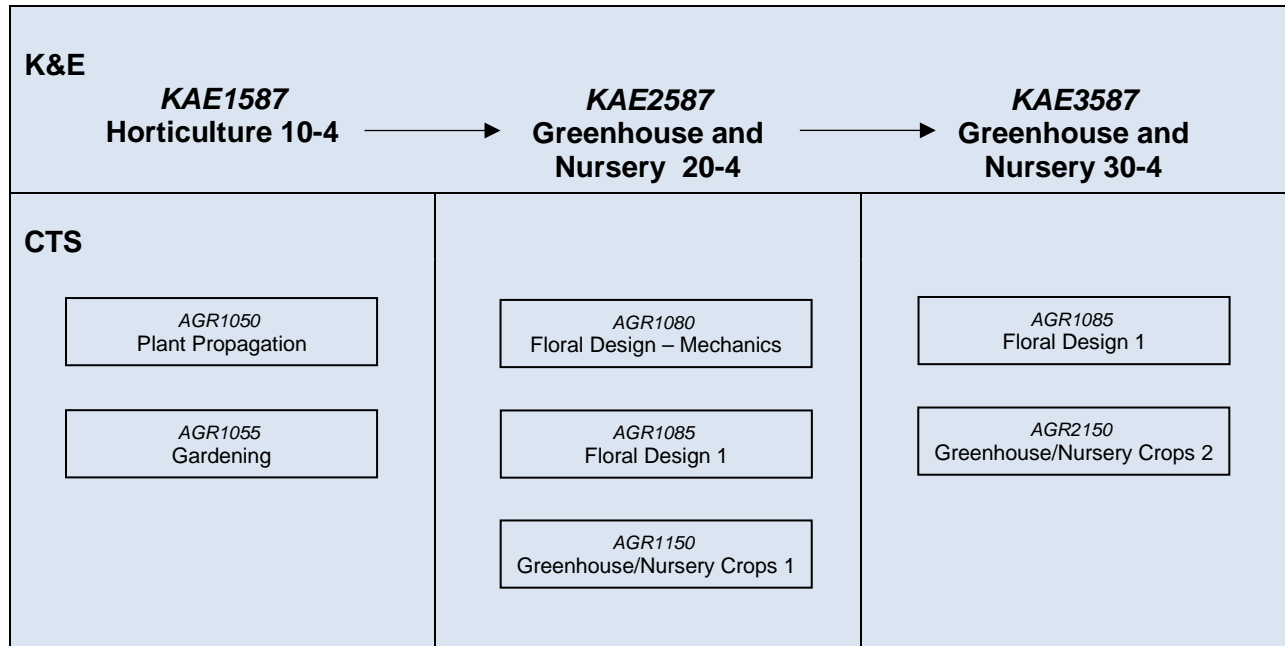 K&E
KAE1587
Horticulture 10-4
KAE2587
Greenhouse and
Nursery 20-4
KAE3587
Greenhouse and
Nursery 30-4
CTS
AGR1050
Plant Propagation
AGR1055
Gardening
AGR1080
Floral Design – Mechanics
AGR1085
Floral Design 1
AGR1150
Greenhouse/Nursery Crops 1
AGR1085
Floral Design 1
AGR2150
Greenhouse/Nursery Crops 2